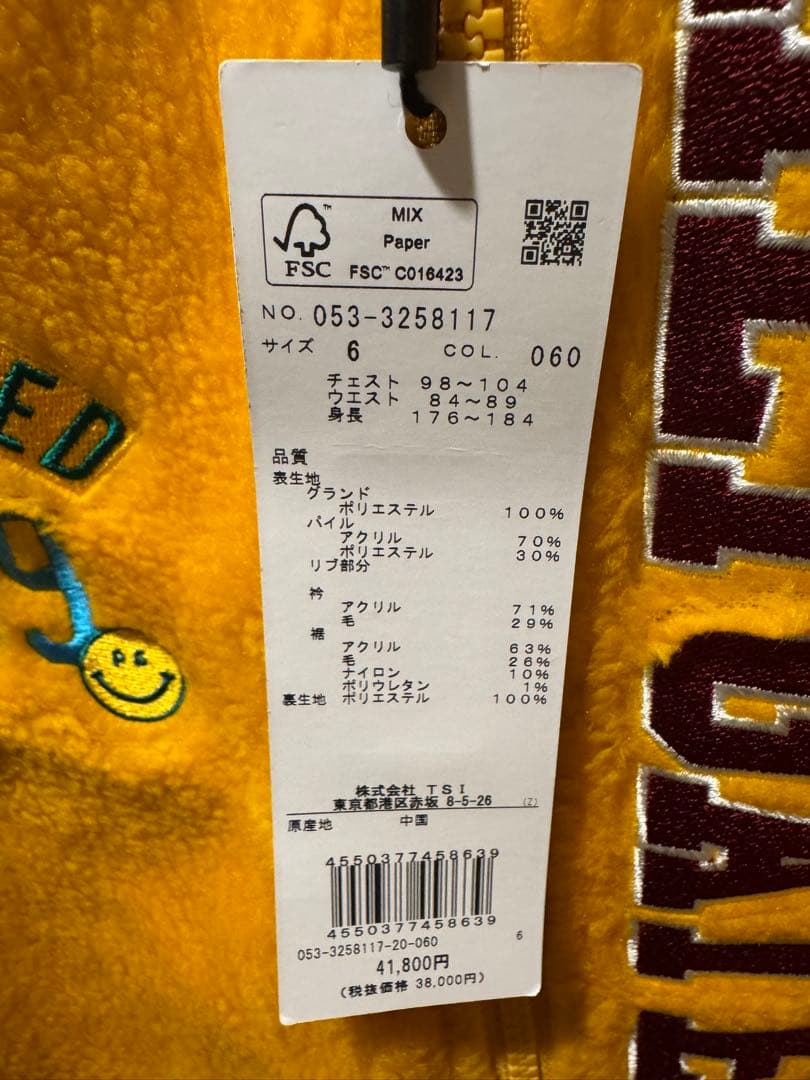 MIX
Paper
FSC™ C016423
FSC
NO. 053-3258117
サイズ 6 COL. 060
チェスト 98～104
ウエスト 84～89
身長 176～184
品質
表生地
グランド
ポリエステル 100%
パイル
アクリル 70%
ポリエステル 30%
リブ部分
衿
アクリル 71%
毛 29%
裾
アクリル 63%
毛 26%
ナイロン 10%
ポリウレタン 1%
裏生地 ポリエステル 100%
株式会社 TSI
東京都港区赤坂 8-5-26 (Z)
原産地 中国
4550377458639
4550377458639
053-3258117-20-060 6
41,800円
(税抜価格 38,000円)
ED
PG